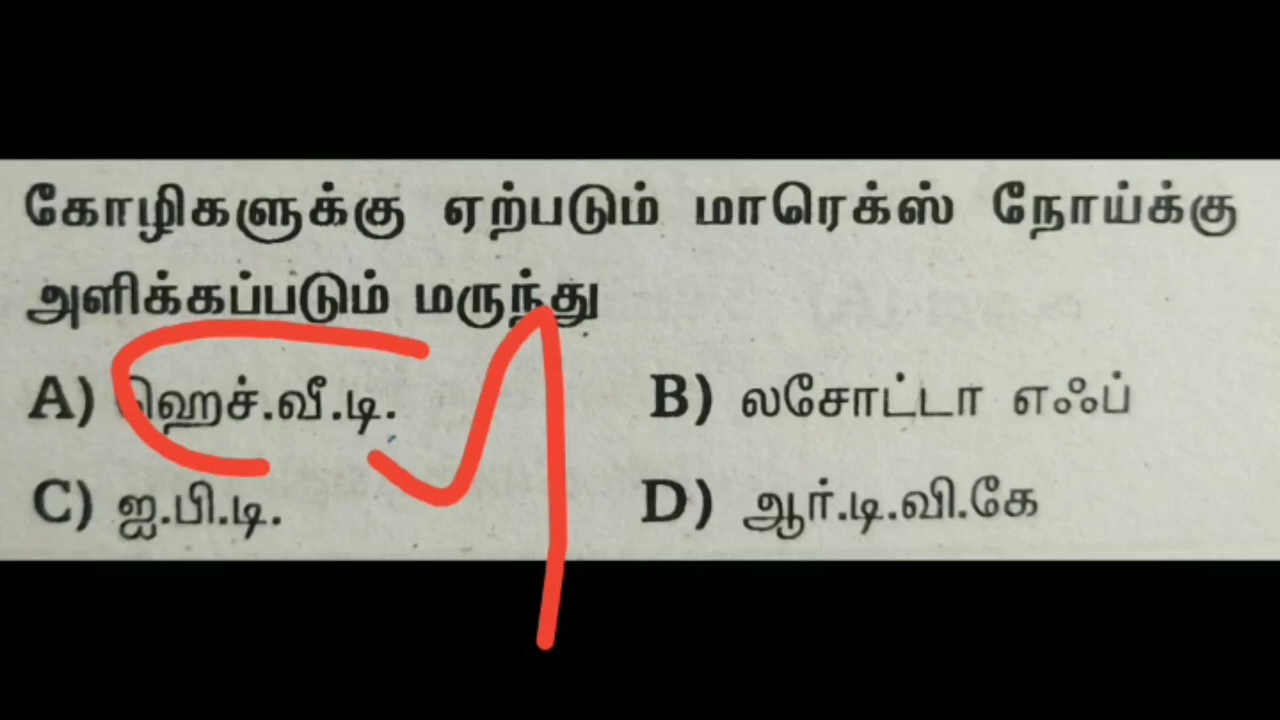 கோழிகளுக்கு ஏற்படும் மாரெக்ஸ் நோய்க்கு
அளிக்கப்படும் மருந்து
A) ஹெச்.வீ.டி. B) லசோட்டா எஃப்
C) ஐ.பி.டி. D) ஆர்.டி.வி.கே